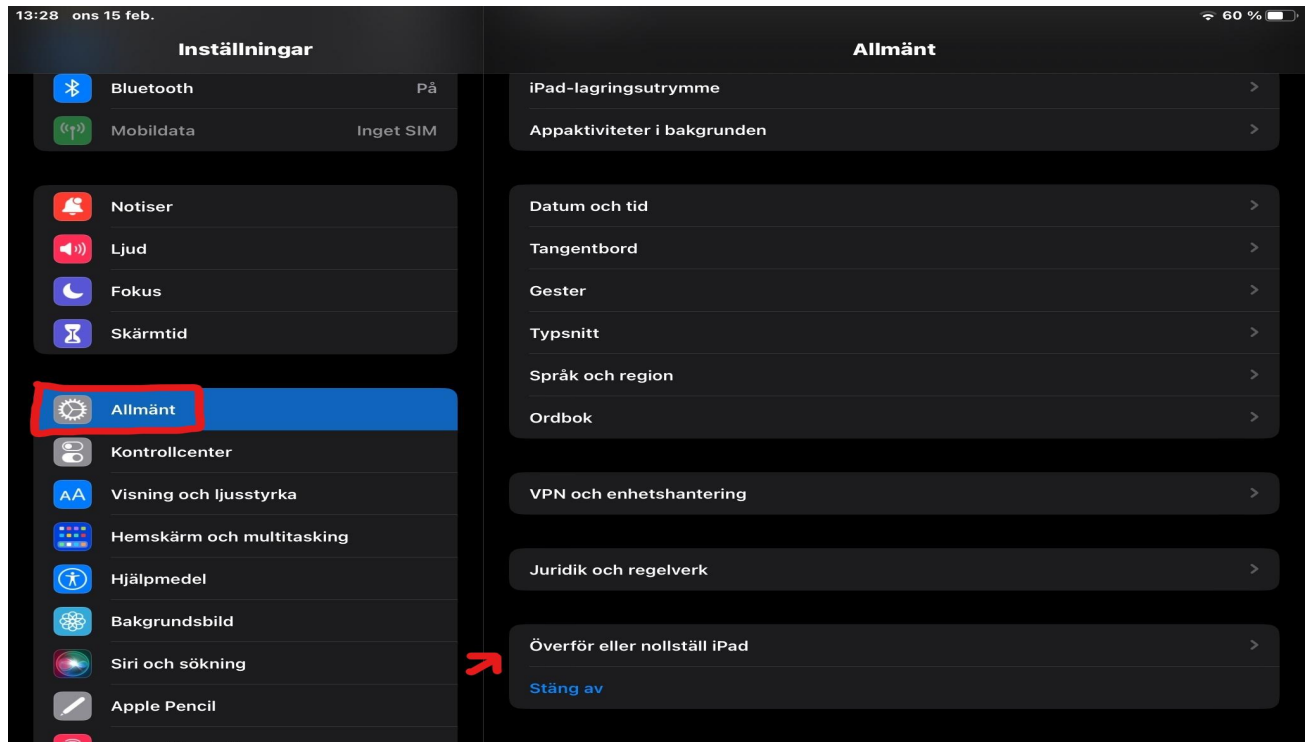 13:28 ons 15 feb.
60 %
Inställningar
Bluetooth På
Mobildata Inget SIM
Notiser
Ljud
Fokus
Skärmtid
Allmänt
Kontrollcenter
AA Visning och ljusstyrka
Hemskärm och multitasking
Hjälpmedel
Bakgrundsbild
Siri och sökning
Apple Pencil
Allmänt
iPad-lagringsutrymme
Appaktiviteter i bakgrunden
Datum och tid
Tangentbord
Gester
Typsnitt
Språk och region
Ordbok
VPN och enhetshantering
Juridik och regelverk
Överför eller nollställ iPad
Stäng av